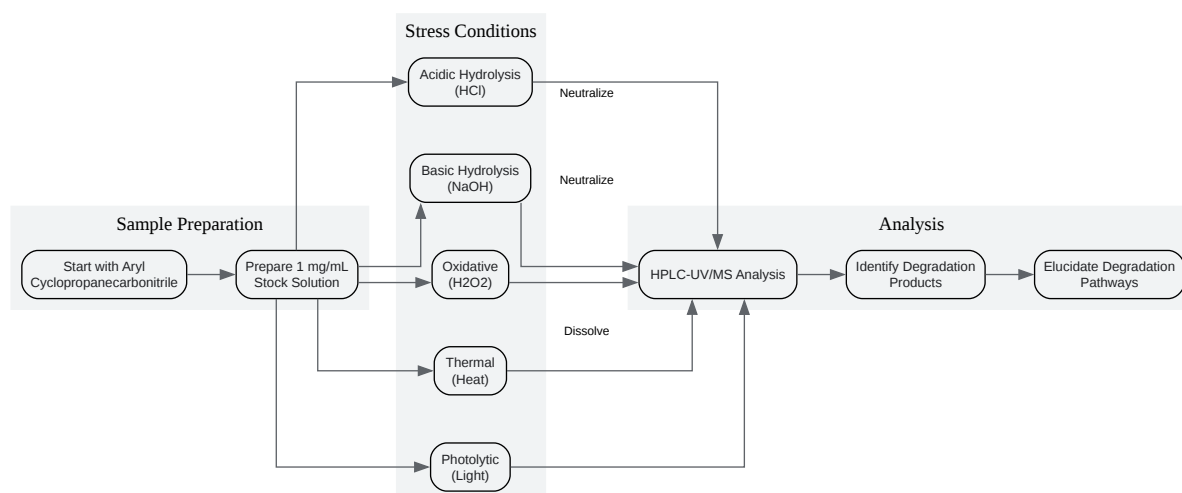 Stress Conditions
Acidic Hydrolysis
(HCl)
Neutralize
Basic Hydrolysis
(NaOH)
Neutralize
Sample Preparation
Start with Aryl
Cyclopropanecarbonitrile
Prepare 1 mg/mL
Stock Solution
Oxidative
(H2O2)
Analysis
HPLC-UV/MS Analysis
Identify Degradation
Products
Elucidate Degradation
Pathways
Dissolve
Thermal
(Heat)
Photolytic
(Light)